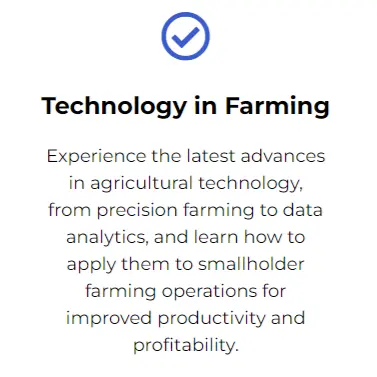 Technology in Farming
Experience the latest advances
in agricultural technology,
from precision farming to data
analytics, and learn how to
apply them to smallholder
farming operations for
improved productivity and
profitability.